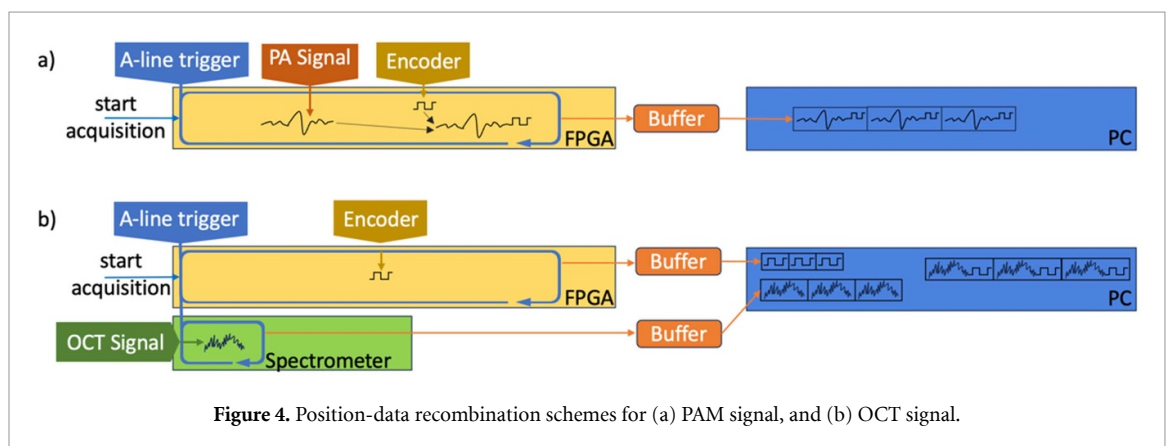 a)
A-line trigger
PA Signal
Encoder
start
acquisition
FPGA
Buffer
PC
b)
A-line trigger
Encoder
start
acquisition
FPGA
Buffer
PC
OCT Signal
Spectrometer
Buffer
Figure 4. Position-data recombination schemes for (a) PAM signal, and (b) OCT signal.